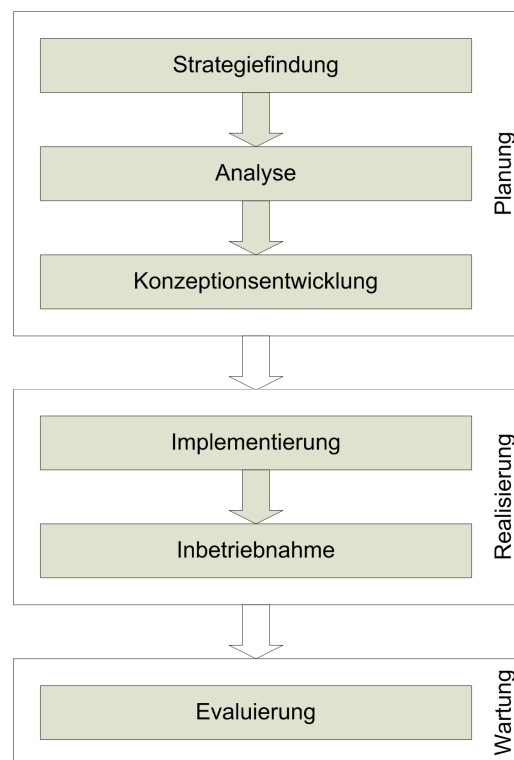 Strategiefindung
Analyse
Konzeptionsentwicklung
Planung
Implementierung
Inbetriebnahme
Realisierung
Evaluierung
Wartung